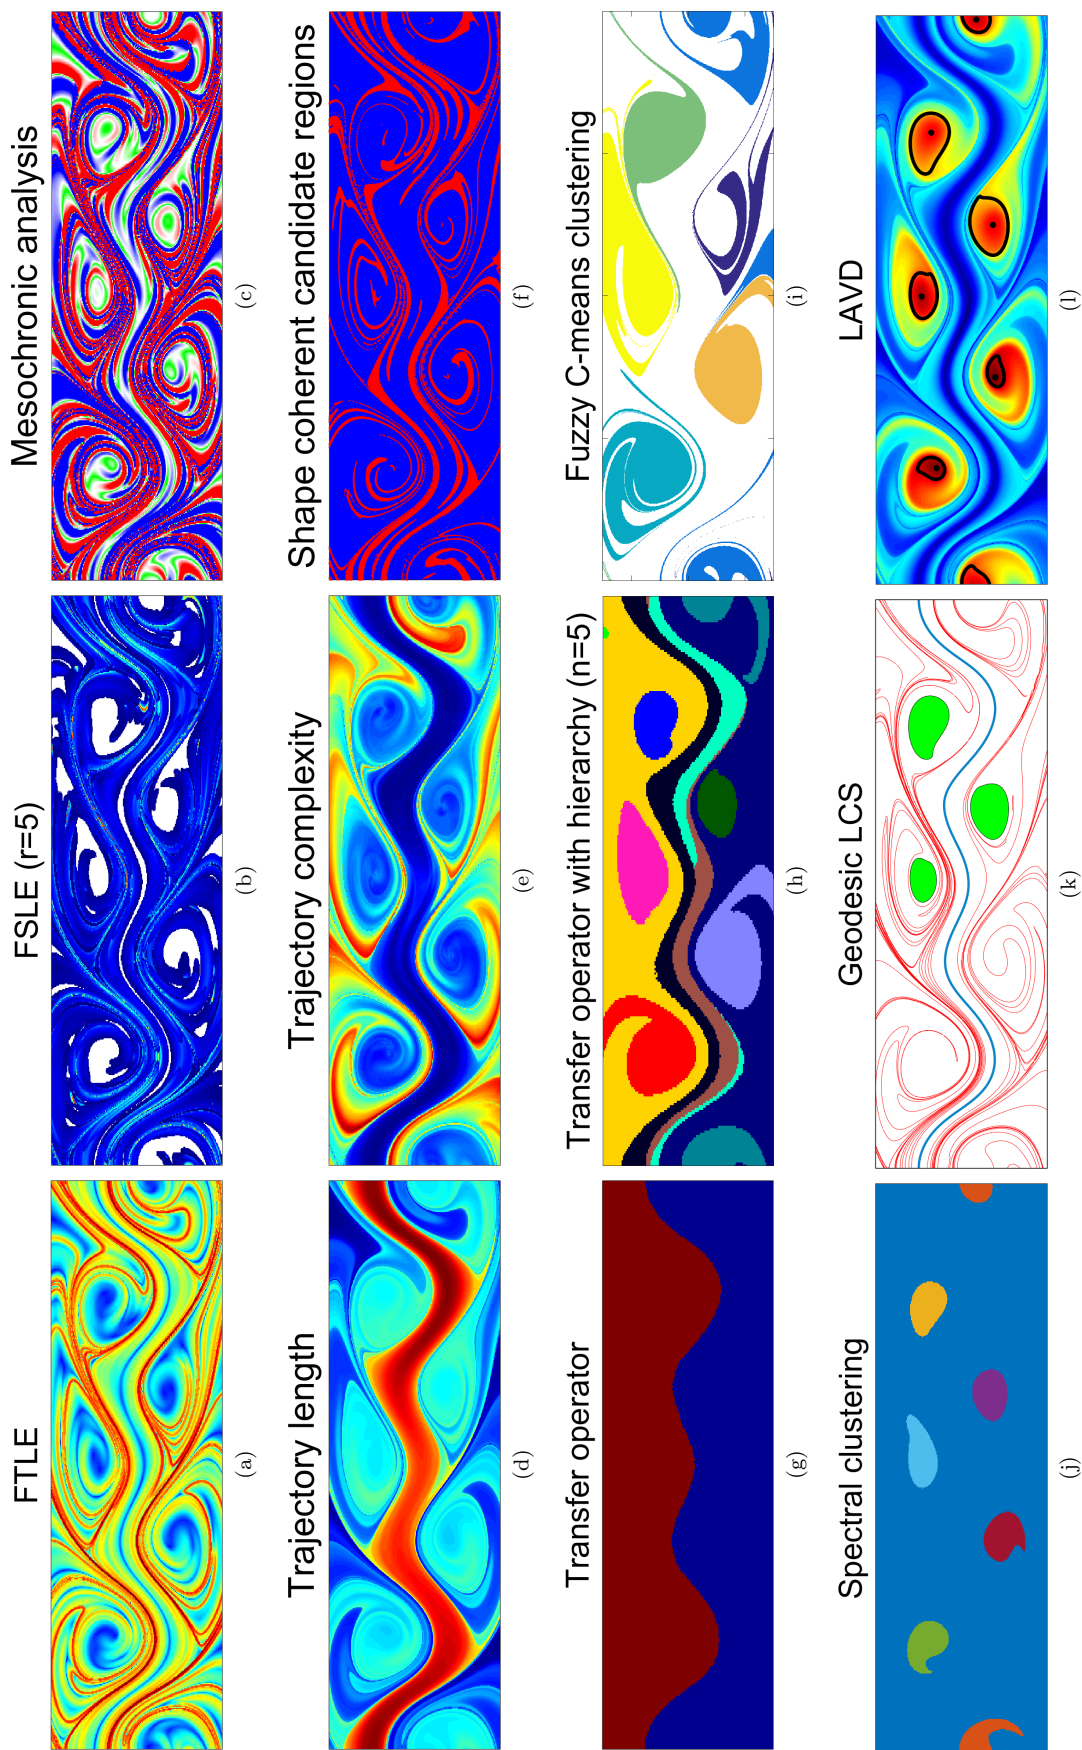 FTLE
(a)
FSLE (r=5)
(b)
Mesochronic analysis
(c)
Trajectory length
(d)
Trajectory complexity
(e)
Shape coherent candidate regions
(f)
Transfer operator
(g)
Transfer operator with hierarchy (n=5)
(h)
Fuzzy C-means clustering
(i)
Spectral clustering
(j)
Geodesic LCS
(k)
LAVD
(l)